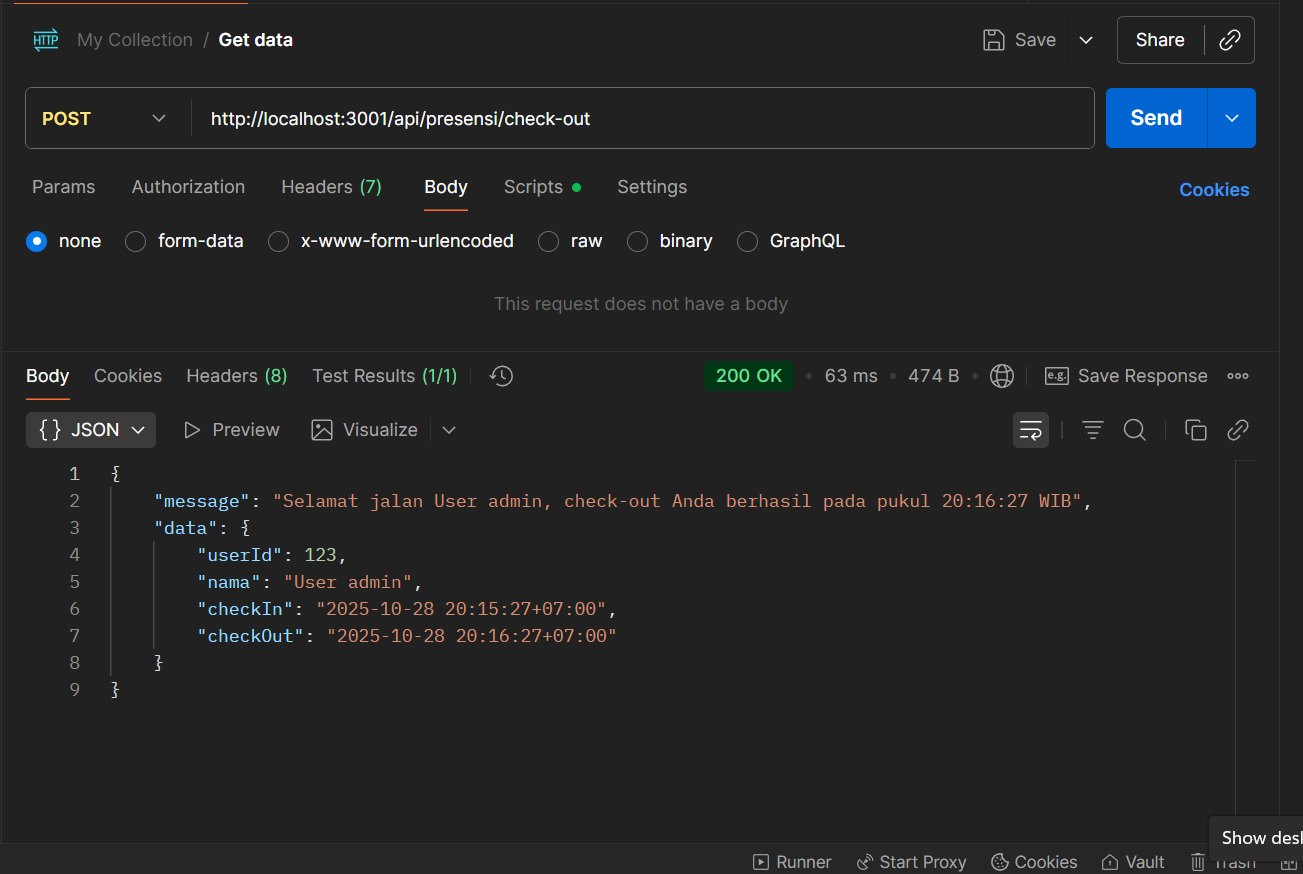 HTTP My Collection / Get data Save Share
POST http://localhost:3001/api/presensi/check-out Send
Params Authorization Headers (7) Body Scripts Settings Cookies
none form-data x-www-form-urlencoded raw binary GraphQL
This request does not have a body
Body Cookies Headers (8) Test Results (1/1) 200 OK • 63 ms • 474 B • e.g. Save Response
{} JSON Preview Visualize
1 {
2 "message": "Selamat jalan User admin, check-out Anda berhasil pada pukul 20:16:27 WIB",
3 "data": {
4 "userId": 123,
5 "nama": "User admin",
6 "checkIn": "2025-10-28 20:15:27+07:00",
7 "checkOut": "2025-10-28 20:16:27+07:00"
8 }
9 }
Show desk
Runner Start Proxy Cookies Vault Trash